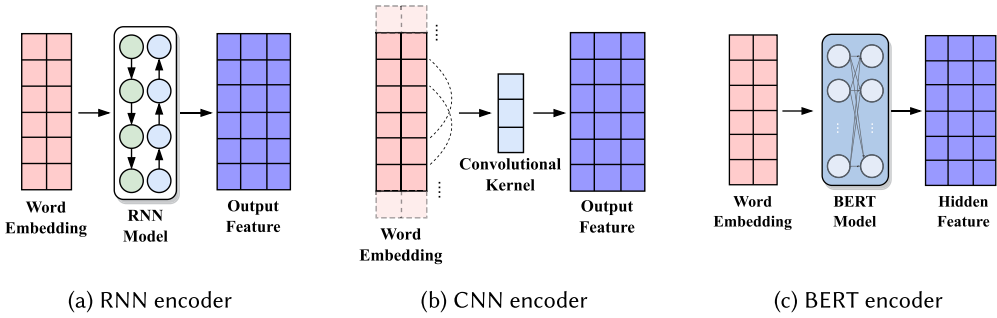 Word
Embedding
RNN
Model
Output
Feature
(a) RNN encoder
Word
Embedding
Convolutional
Kernel
Output
Feature
(b) CNN encoder
Word
Embedding
BERT
Model
Hidden
Feature
(c) BERT encoder